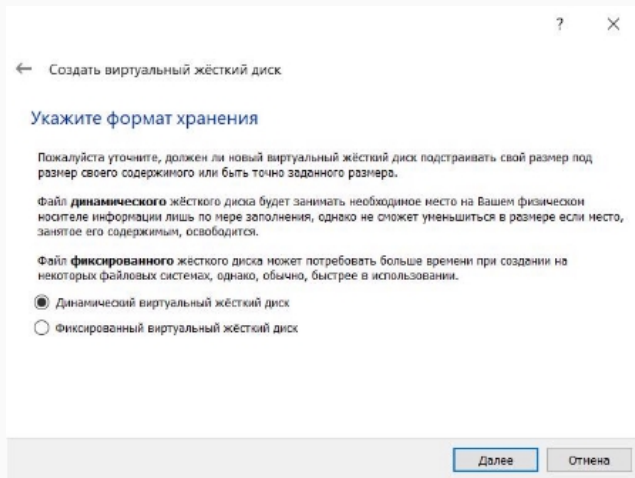 ?
Создать виртуальный жёсткий диск
Укажите формат хранения
Пожалуйста уточните, должен ли новый виртуальный жёсткий диск подстраивать свой размер под
размер своего содержимого или быть точно заданного размера.
Файл динамического жёсткого диска будет занимать необходимое место на Вашем физическом
носителе информации лишь по мере заполнения, однако не сможет уменьшиться в размере если место,
занятое его содержимым, освободится.
Файл фиксированного жёсткого диска может потребовать больше времени при создании на
некоторых файловых системах, однако, обычно, быстрее в использовании.
Динамический виртуальный жёсткий диск
Фиксированный виртуальный жёсткий диск
Далее Отмена